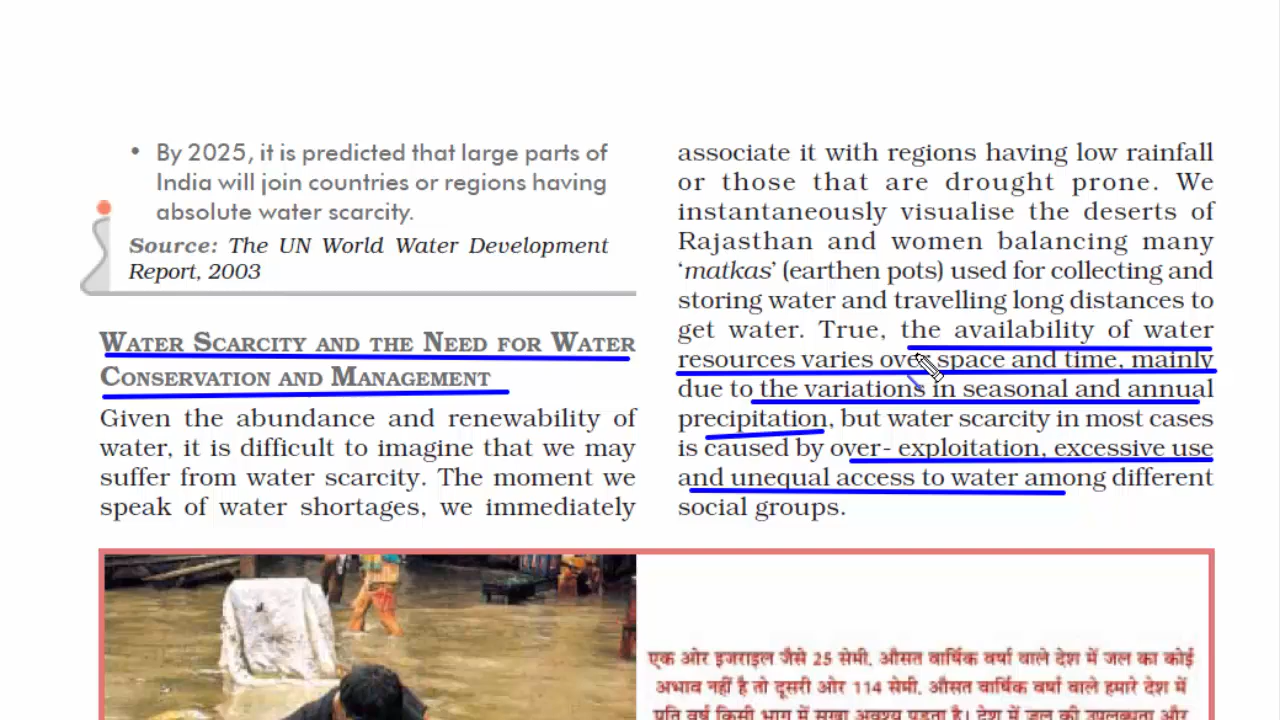 • By 2025, it is predicted that large parts of
India will join countries or regions having
absolute water scarcity.
Source: The UN World Water Development
Report, 2003
WATER SCARCITY AND THE NEED FOR WATER
CONSERVATION AND MANAGEMENT
Given the abundance and renewability of
water, it is difficult to imagine that we may
suffer from water scarcity. The moment we
speak of water shortages, we immediately
associate it with regions having low rainfall
or those that are drought prone. We
instantaneously visualise the deserts of
Rajasthan and women balancing many
‘matkas’ (earthen pots) used for collecting and
storing water and travelling long distances to
get water. True, the availability of water
resources varies over space and time, mainly
due to the variations in seasonal and annual
precipitation, but water scarcity in most cases
is caused by over- exploitation, excessive use
and unequal access to water among different
social groups.
एक ओर इजराइल जैसे 25 सेमी. औसत वार्षिक वर्षा वाले देश में जल का कोई
अभाव नहीं है तो दूसरी ओर 114 सेमी. औसत वार्षिक वर्षा वाले हमारे देश में
प्रति वर्ष किसी भाग में सूखा अवश्य पड़ता है। देश में जल की उपलब्धता और